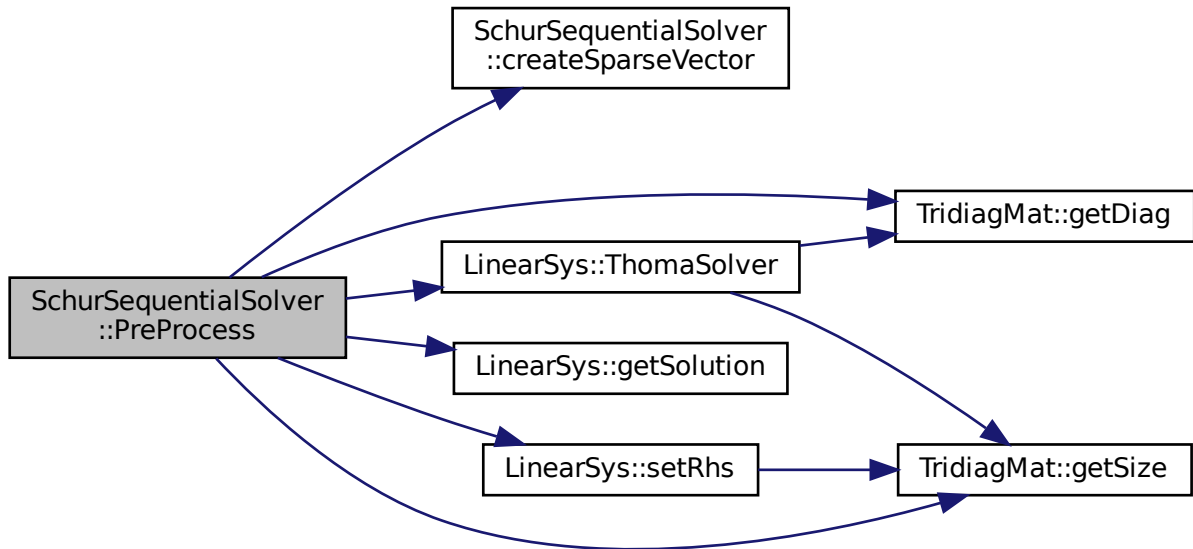 SchurSequentialSolver
::createSparseVector
TridiagMat::getDiag
LinearSys::ThomaSolver
SchurSequentialSolver
::PreProcess
LinearSys::getSolution
LinearSys::setRhs
TridiagMat::getSize